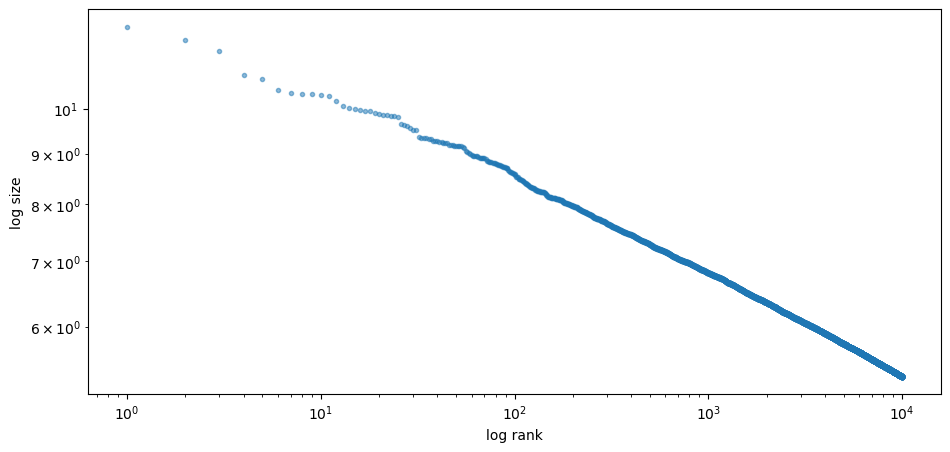 10¹
9 × 10⁰
8 × 10⁰
7 × 10⁰
6 × 10⁰
log size
10⁰
10¹
10²
10³
10⁴
log rank